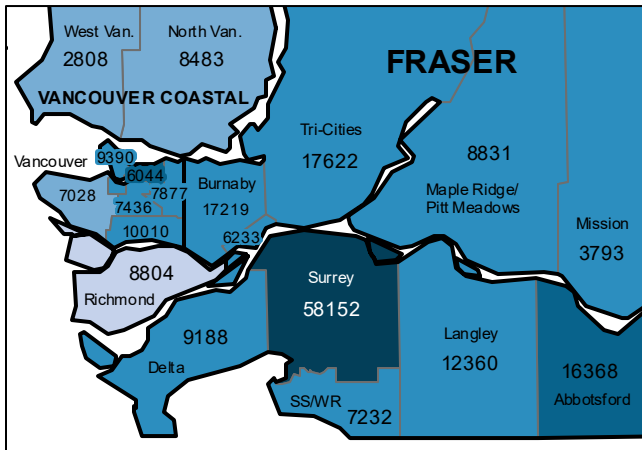 West Van.
2808
North Van.
8483
VANCOUVER COASTAL
FRASER
Tri-Cities
17622
8831
Maple Ridge/
Pitt Meadows
Mission
3793
Vancouver
9390
6044
7028
7877
7436
10010
Burnaby
17219
6233
8804
Richmond
Surrey
58152
9188
Delta
Langley
12360
16368
Abbotsford
SS/WR
7232